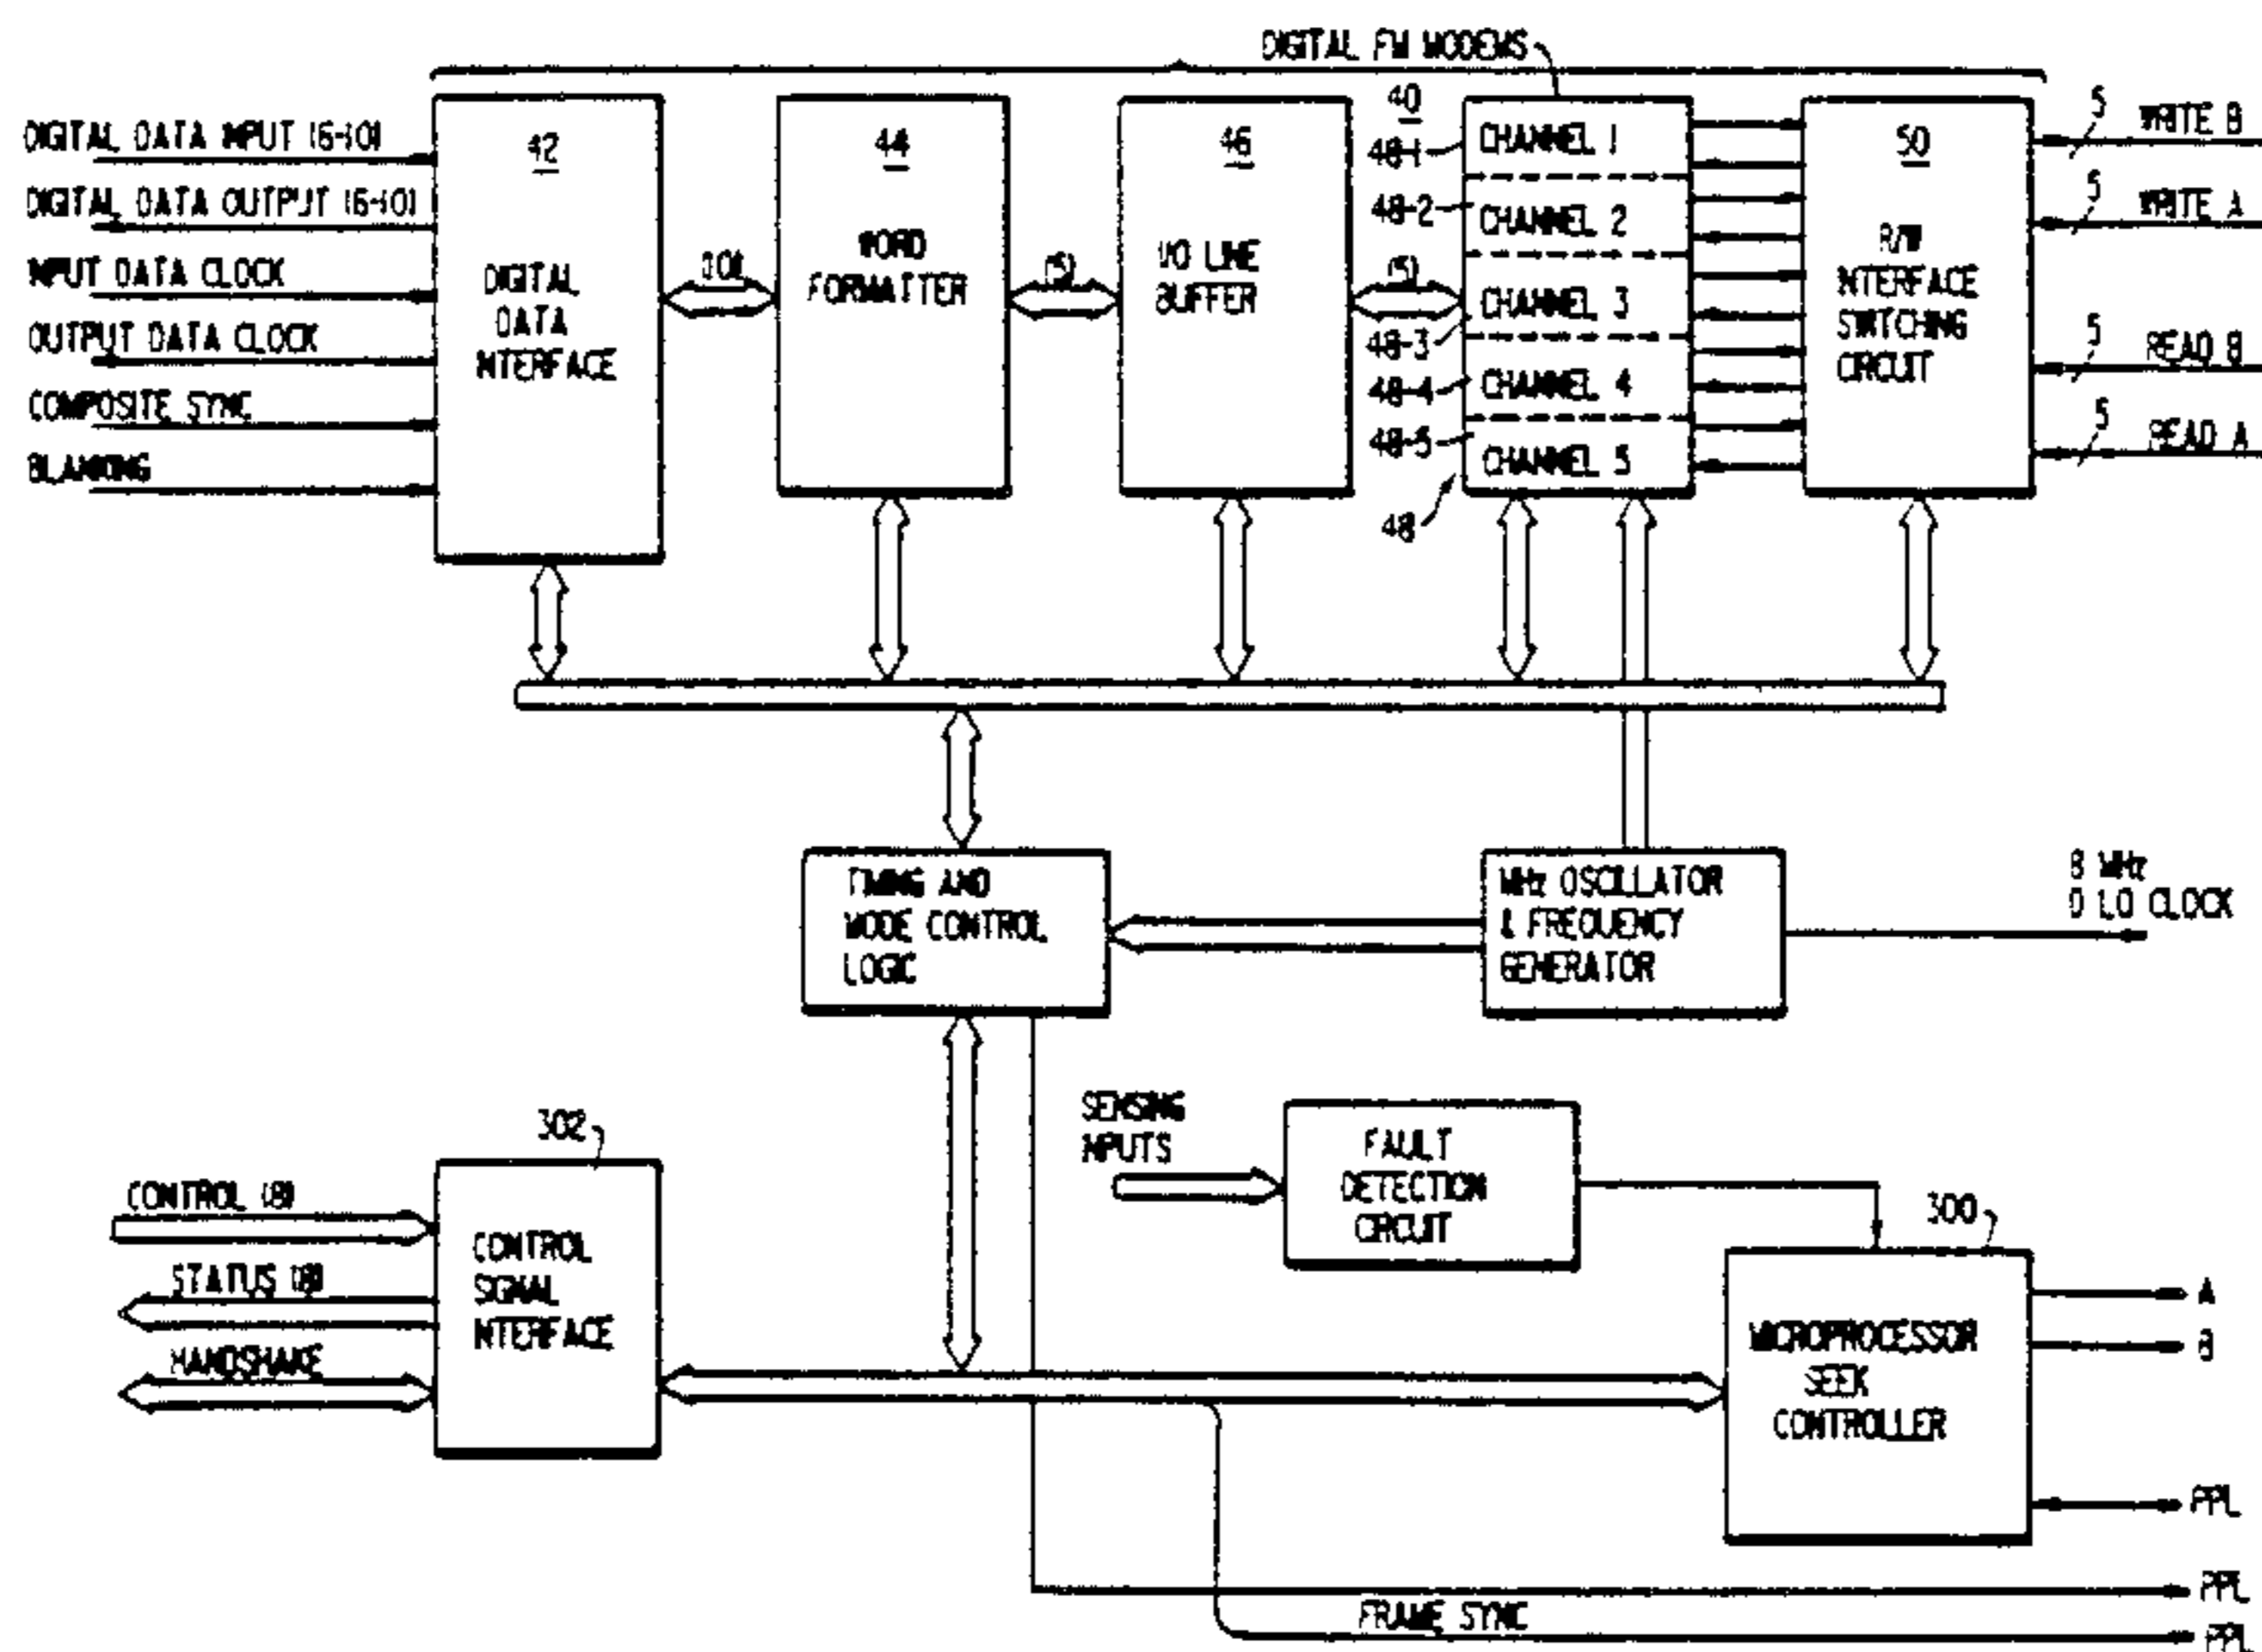 DIGITAL FM MODEMS
DIGITAL DATA INPUT (6-10)
DIGITAL DATA OUTPUT (6-10)
INPUT DATA CLOCK
OUTPUT DATA CLOCK
COMPOSITE SYNC
BLANKING
42
DIGITAL
DATA
INTERFACE
(10)
44
WORD
FORMATTER
(5)
46
I/O LINE
BUFFER
(5)
40
48-1
48-2
48-3
48-4
48-5
48
CHANNEL 1
CHANNEL 2
CHANNEL 3
CHANNEL 4
CHANNEL 5
50
R/W
INTERFACE
SWITCHING
CIRCUIT
5
WRITE B
5
WRITE A
5
READ B
5
READ A
TIMING AND
MODE CONTROL
LOGIC
MHz OSCILLATOR
& FREQUENCY
GENERATOR
8 MHz
CLOCK
SENSING
INPUTS
FAULT
DETECTION
CIRCUIT
302
CONTROL (8)
STATUS (8)
HANDSHAKE
CONTROL
SIGNAL
INTERFACE
300
MICROPROCESSOR
SEEK
CONTROLLER
A
B
PPL
PPL
FRAME SYNC
PPL